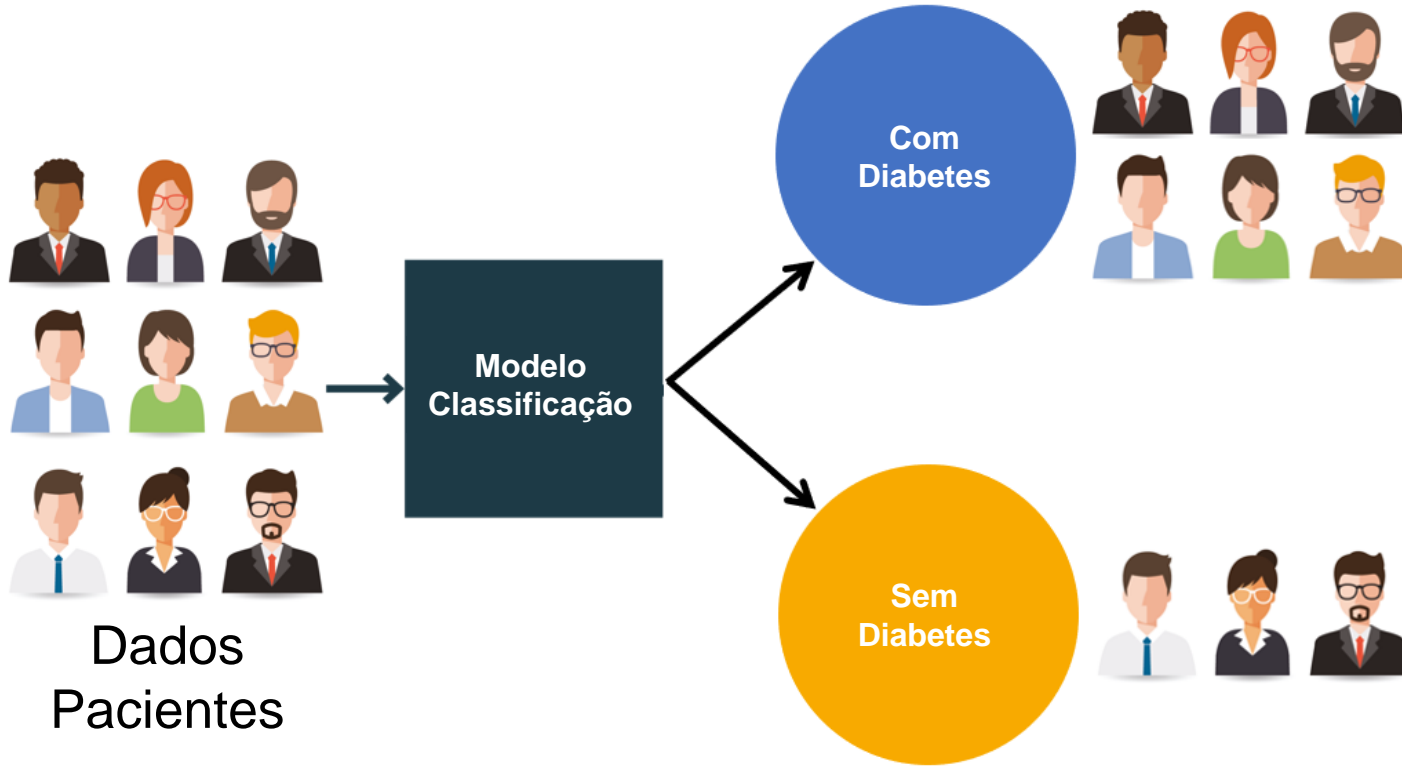 Com
Diabetes
Modelo
Classificação
Sem
Diabetes
Dados
Pacientes